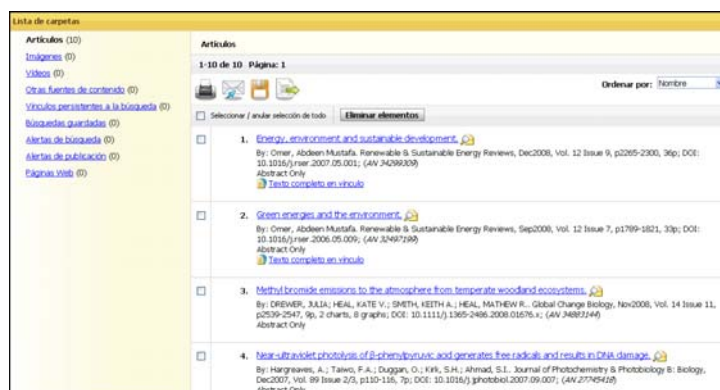 Lista de carpetas
Artículos (10)
Imágenes (0)
Vídeos (0)
Otras fuentes de contenido (0)
Vínculos persistentes a la búsqueda (0)
Búsquedas guardadas (0)
Alertas de búsqueda (0)
Alertas de publicación (0)
Páginas Web (0)
Artículos
1-10 de 10 Página: 1
Ordenar por: Nombre
Seleccionar / anular selección de todo Eliminar elementos
1. Energy, environment and sustainable development.
By: Omer, Abdeen Mustafa. Renewable & Sustainable Energy Reviews, Dec2008, Vol. 12 Issue 9, p2265-2300, 36p; DOI:
10.1016/j.rser.2007.05.001; (AN 34299309)
Abstract Only
Texto completo en vínculo
2. Green energies and the environment.
By: Omer, Abdeen Mustafa. Renewable & Sustainable Energy Reviews, Sep2008, Vol. 12 Issue 7, p1789-1821, 33p; DOI:
10.1016/j.rser.2006.05.009; (AN 32497199)
Abstract Only
Texto completo en vínculo
3. Methyl bromide emissions to the atmosphere from temperate woodland ecosystems.
By: DREWER, JULIA; HEAL, KATE V.; SMITH, KEITH A.; HEAL, MATHEW R.. Global Change Biology, Nov2008, Vol. 14 Issue 11,
p2539-2547, 9p, 2 charts, 8 graphs; DOI: 10.1111/j.1365-2486.2008.01676.x; (AN 34883144)
Abstract Only
4. Near-ultraviolet photolysis of β-phenylpyruvic acid generates free radicals and results in DNA damage.
By: Hargreaves, A.; Taiwo, F.A.; Duggan, O.; Kirk, S.H.; Ahmad, S.I.. Journal of Photochemistry & Photobiology B: Biology,
Dec2007, Vol. 89 Issue 2/3, p110-116, 7p; DOI: 10.1016/j.jphotobiol.2007.09.007; (AN 27745418)
Abstract Only